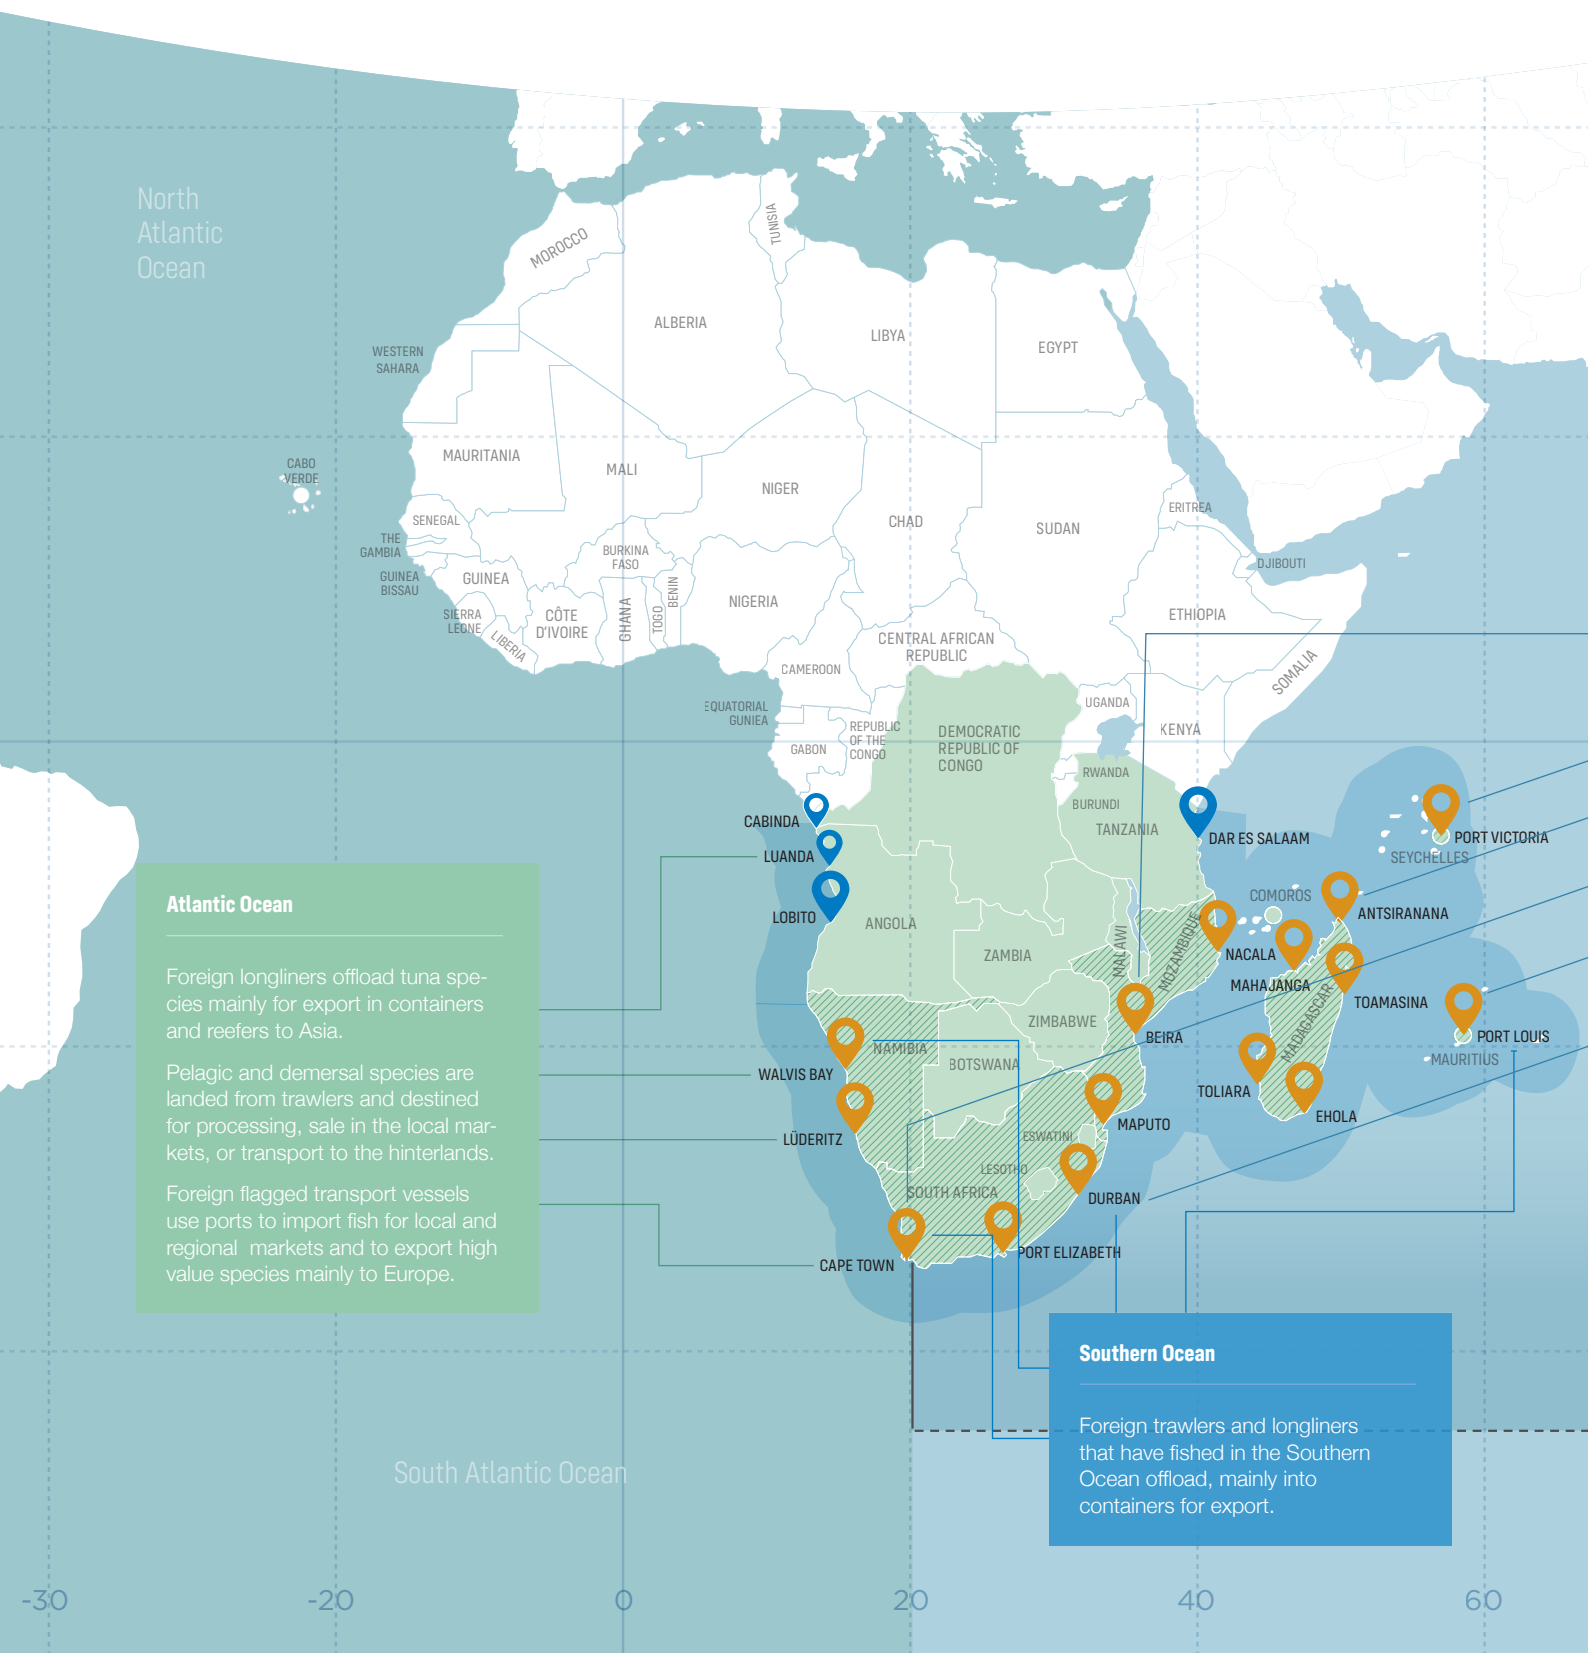 North
Atlantic
Ocean
MOROCCO
TUNISIA
ALBERIA
LIBYA
EGYPT
WESTERN
SAHARA
CABO
VERDE
MAURITANIA
MALI
NIGER
CHAD
SUDAN
ERITREA
DJIBOUTI
SENEGAL
THE
GAMBIA
GUINEA
BISSAU
GUINEA
SIERRA
LEONE
LIBERIA
CÔTE
D'IVOIRE
BURKINA
FASO
GHANA
TOGO
BENIN
NIGERIA
ETHIOPIA
SOMALIA
CENTRAL AFRICAN
REPUBLIC
CAMEROON
EQUATORIAL
GUNIEA
GABON
REPUBLIC
OF THE
CONGO
DEMOCRATIC
REPUBLIC OF
CONGO
UGANDA
KENYA
RWANDA
BURUNDI
TANZANIA
CABINDA
LUANDA
LOBITO
DAR ES SALAAM
PORT VICTORIA
SEYCHELLES
COMOROS
ANTSIRANANA
ANGOLA
ZAMBIA
MALAWI
MOZAMBIQUE
NACALA
MAHAJANGA
MADAGASCAR
TOAMASINA
PORT LOUIS
MAURITIUS
ZIMBABWE
BEIRA
NAMIBIA
BOTSWANA
WALVIS BAY
TOLIARA
EHOLA
MAPUTO
LÜDERITZ
ESWATINI
LESOTHO
SOUTH AFRICA
DURBAN
PORT ELIZABETH
CAPE TOWN
Atlantic Ocean
Foreign longliners offload tuna spe-
cies mainly for export in containers
and reefers to Asia.
Pelagic and demersal species are
landed from trawlers and destined
for processing, sale in the local mar-
kets, or transport to the hinterlands.
Foreign flagged transport vessels
use ports to import fish for local and
regional markets and to export high
value species mainly to Europe.
Southern Ocean
Foreign trawlers and longliners
that have fished in the Southern
Ocean offload, mainly into
containers for export.
South Atlantic Ocean
-30
-20
0
20
40
60